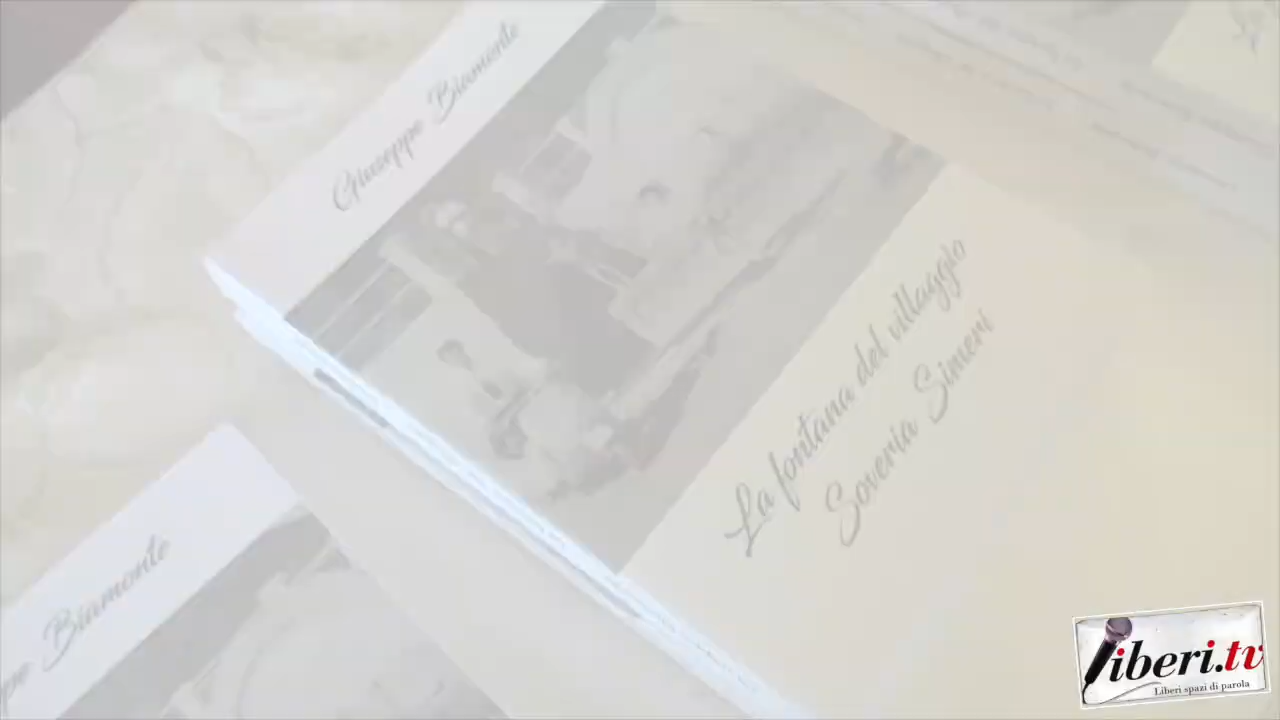 Giuseppe Biamonte
La fontana del villaggio
Soveria Simeri
Biamonte
liberi.tv
Liberi spazi di parola